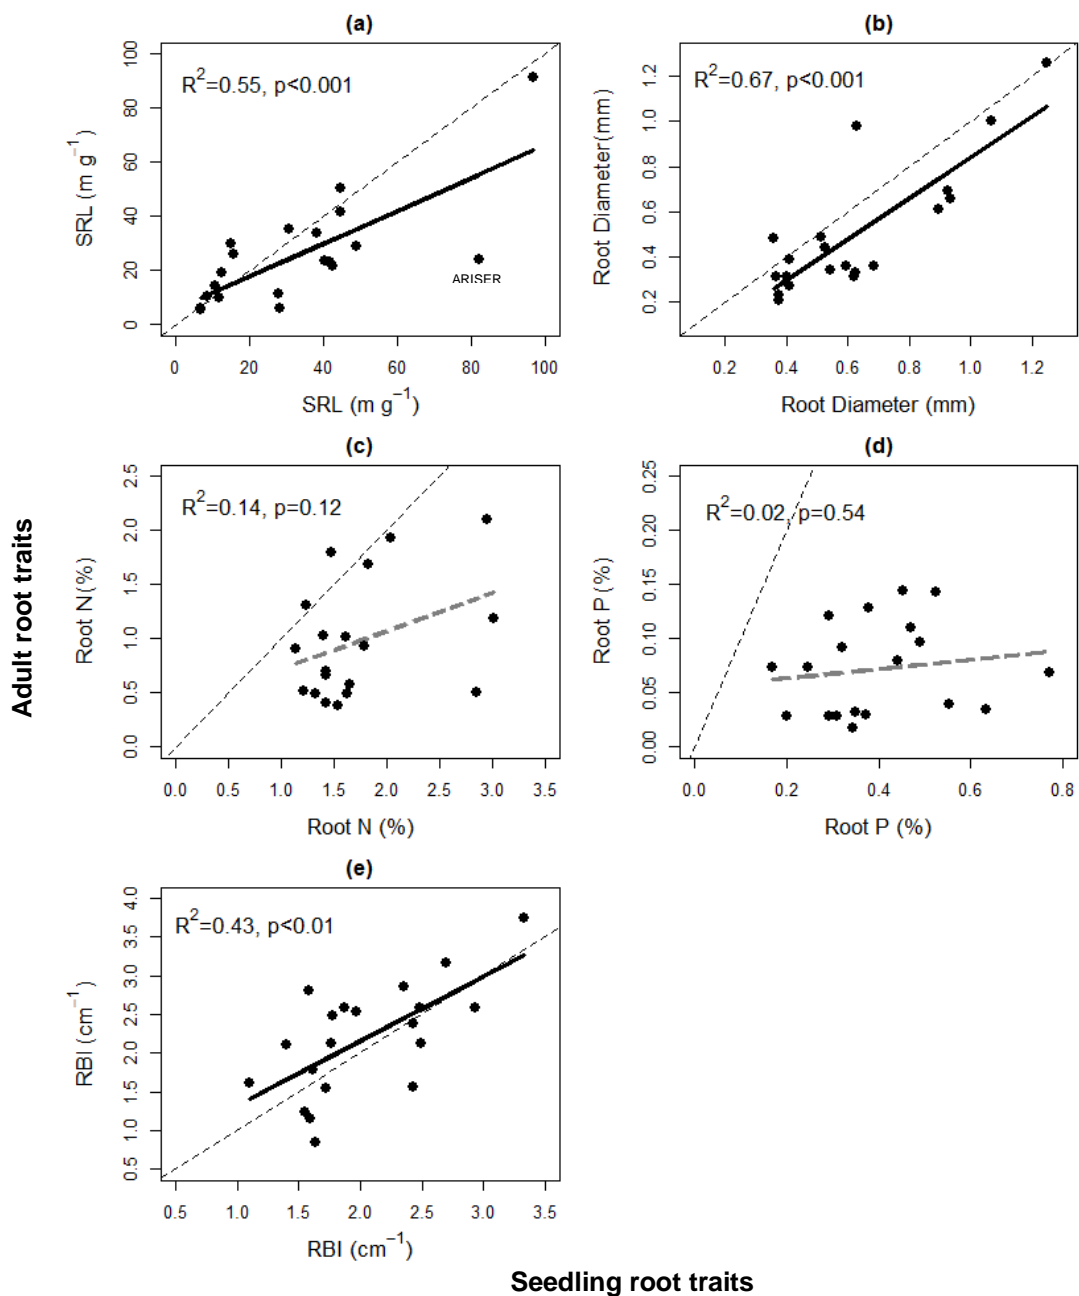 (a)
R²=0.55, p<0.001
ARISER
SRL (m g⁻¹)
0 20 40 60 80 100
0 20 40 60 80 100
SRL (m g⁻¹)
(b)
R²=0.67, p<0.001
Root Diameter(mm)
0.2 0.4 0.6 0.8 1.0 1.2
0.2 0.4 0.6 0.8 1.0 1.2
Root Diameter (mm)
(c)
R²=0.14, p=0.12
Root N(%)
0.0 0.5 1.0 1.5 2.0 2.5
0.0 0.5 1.0 1.5 2.0 2.5 3.0 3.5
Root N (%)
(d)
R²=0.02, p=0.54
Root P (%)
0.00 0.05 0.10 0.15 0.20 0.25
0.0 0.2 0.4 0.6 0.8
Root P (%)
(e)
R²=0.43, p<0.01
RBI (cm⁻¹)
0.5 1.0 1.5 2.0 2.5 3.0 3.5 4.0
0.5 1.0 1.5 2.0 2.5 3.0 3.5
RBI (cm⁻¹)
Adult root traits
Seedling root traits